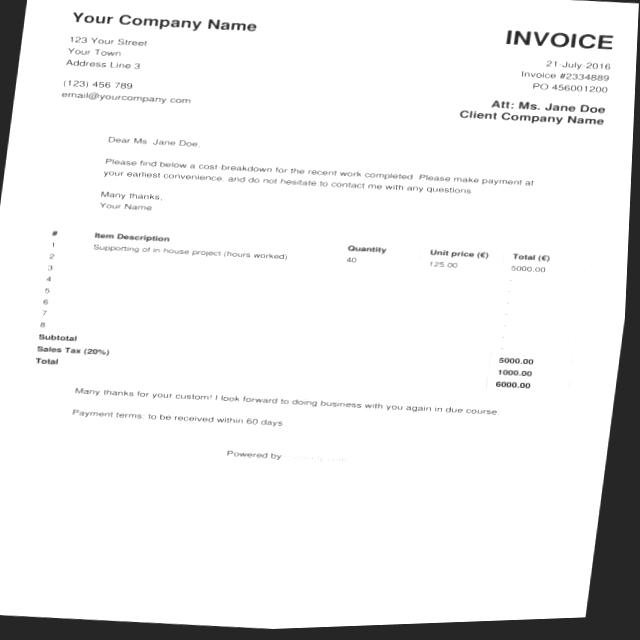 Your Company Name
123 Your Street
Your Town
Address Line 3
(123) 456 789
email@yourcompany com
INVOICE
21-July-2016
Invoice #2334889
PO 456001200
Att: Ms. Jane Doe
Client Company Name
Dear Ms Jane Doe,
Please find below a cost-breakdown for the recent work completed Please make payment at
your earliest convenience, and do not hesitate to contact me with any questions
Many thanks,
Your Name
# Item Description Quantity Unit price (€) Total (€)
1 Supporting of in house project (hours worked) 40 125.00 5000.00
2
3
4
5
6
7
8
Subtotal 5000.00
Sales Tax (20%) 1000.00
Total 6000.00
Many thanks for your custom! I look forward to doing business with you again in due course.
Payment terms: to be received within 60 days
Powered by